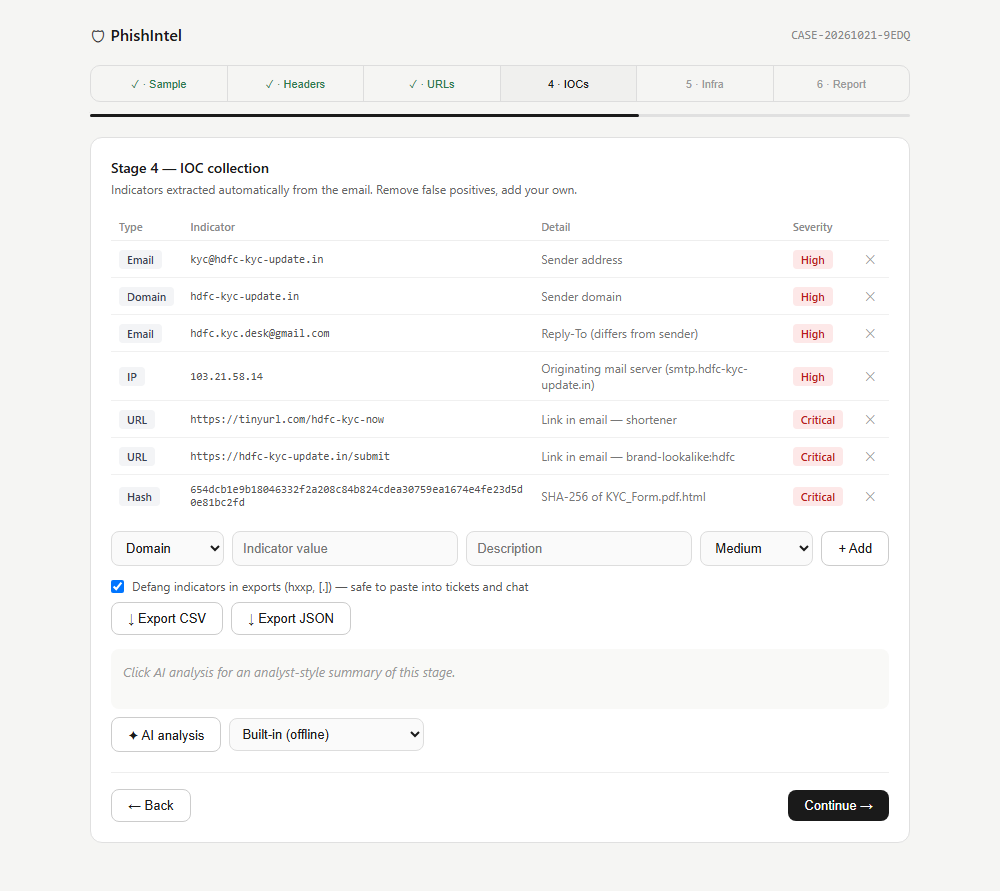 PhishIntel
CASE-20261021-9EDQ
✓ · Sample
✓ · Headers
✓ · URLs
4 · IOCs
5 · Infra
6 · Report
Stage 4 — IOC collection
Indicators extracted automatically from the email. Remove false positives, add your own.
Type Indicator Detail Severity
Email kyc@hdfc-kyc-update.in Sender address High ×
Domain hdfc-kyc-update.in Sender domain High ×
Email hdfc.kyc.desk@gmail.com Reply-To (differs from sender) High ×
IP 103.21.58.14 Originating mail server (smtp.hdfc-kyc-
update.in) High ×
URL https://tinyurl.com/hdfc-kyc-now Link in email — shortener Critical ×
URL https://hdfc-kyc-update.in/submit Link in email — brand-lookalike:hdfc Critical ×
Hash 654dcb1e9b18046332f2a208c84b824cdea30759ea1674e4fe23d5d
0e81bc2fd SHA-256 of KYC_Form.pdf.html Critical ×
Domain Indicator value Description Medium + Add
Defang indicators in exports (hxxp, [.]) — safe to paste into tickets and chat
↓ Export CSV ↓ Export JSON
Click AI analysis for an analyst-style summary of this stage.
✦ AI analysis Built-in (offline)
← Back Continue →